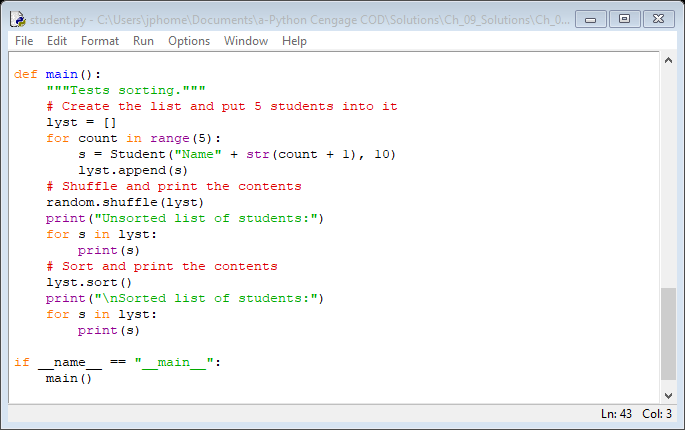 student.py - C:\Users\jphome\Documents\a-Python Cengage COD\Solutions\Ch_09_Solutions\Ch_0...
File Edit Format Run Options Window Help
def main():
    """Tests sorting."""
    # Create the list and put 5 students into it
    lyst = []
    for count in range(5):
        s = Student("Name" + str(count + 1), 10)
        lyst.append(s)
    # Shuffle and print the contents
    random.shuffle(lyst)
    print("Unsorted list of students:")
    for s in lyst:
        print(s)
    # Sort and print the contents
    lyst.sort()
    print("\nSorted list of students:")
    for s in lyst:
        print(s)
if __name__ == "__main__":
    main()
Ln: 43 Col: 3